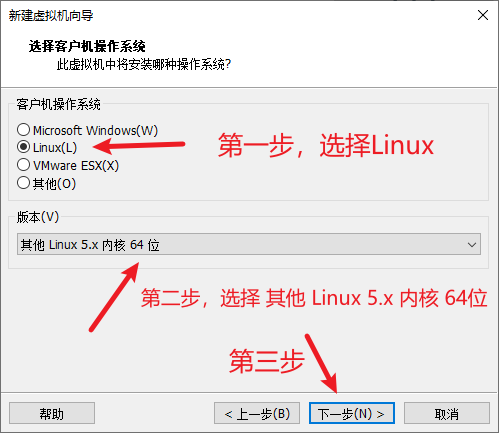 新建虚拟机向导
选择客户机操作系统
此虚拟机中将安装哪种操作系统?
客户机操作系统
Microsoft Windows(W)
Linux(L)
VMware ESX(X)
其他(O)
第一步，选择Linux
版本(V)
其他 Linux 5.x 内核 64 位
第二步，选择 其他 Linux 5.x 内核 64位
第三步
帮助
< 上一步(B)
下一步(N) >
取消